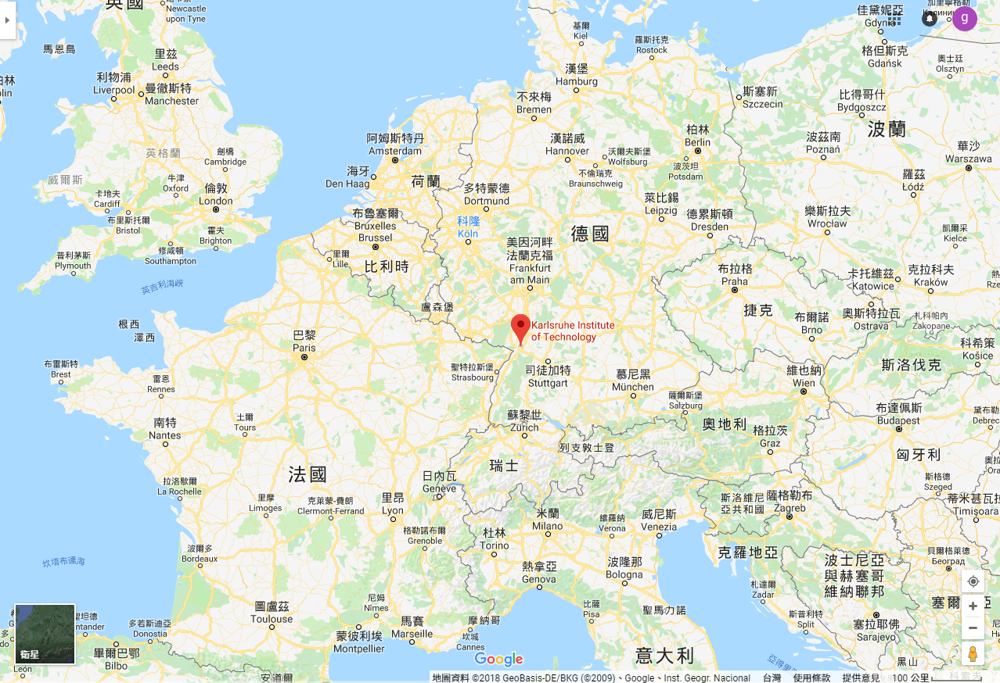 英國
Newcastle
upon Tyne
佳黛妮亞
Gdynia
g
基爾
Kiel
馬恩島
里茲
Leeds
羅斯托克
Rostock
格但斯克
Gdańsk
奧士廷
Olsztyn
利物浦
Liverpool
曼徹斯特
Manchester
漢堡
Hamburg
斯塞新
Szczecin
不來梅
Bremen
比得哥什
Bydgoszcz
波蘭
英格蘭
劍橋
Cambridge
阿姆斯特丹
Amsterdam
漢諾威
Hannover
柏林
Berlin
沃爾夫斯堡
Wolfsburg
波茲南
Poznań
華沙
Warszawa
威爾斯
牛津
Oxford
海牙
Den Haag
荷蘭
不倫瑞克
Braunschweig
波茨坦
Potsdam
羅茲
Łódź
卡地夫
Cardiff
倫敦
London
多特蒙德
Dortmund
萊比錫
Leipzig
布里斯托爾
Bristol
布魯塞爾
Bruxelles
Brussel
科隆
Köln
德累斯頓
Dresden
樂斯拉夫
Wrocław
霍夫
Brighton
德國
凱爾采
Kielce
普利茅斯
Plymouth
修咸頓
Southampton
里爾
Lille
比利時
美因河畔
法蘭克福
Frankfurt
am Main
布拉格
Praha
卡托維茲
Katowice
克拉科夫
Kraków
英吉利海峽
盧森堡
捷克
奧斯特拉瓦
Ostrava
札科帕內
Zakopane
根西
澤西
Karlsruhe Institute
of Technology
布爾諾
Brno
巴黎
Paris
科希策
Košice
布雷斯特
Brest
聖特拉斯堡
Strasbourg
司徒加特
Stuttgart
慕尼黑
München
維也納
Wien
斯洛伐克
雷恩
Rennes
薩爾斯堡
Salzburg
布達佩斯
Budapest
黛布勒
Debrec
南特
Nantes
士爾
Tours
蘇黎世
Zürich
奧地利
格拉茨
Graz
列支敦士登
匈牙利
法國
瑞士
拉洛歇爾
La Rochelle
日內瓦
Genève
斯格德
Szeged
里摩
Limoges
克萊蒙-費朗
Clermont-Ferrand
里昂
Lyon
斯洛維尼
亞共和國
薩格勒布
Zagreb
蒂米甚瓦拉
Timișoara
米蘭
Milano
維羅納
Verona
威尼斯
Venezia
格勒諾布爾
Grenoble
杜林
Torino
波爾多
Bordeaux
坎塔布連海
克羅地亞
波士尼亞
與赫塞哥
維納聯邦
貝爾格萊德
Београд
熱拿亞
Genova
波隆那
Bologna
札達爾
Zadar
尼姆
Nîmes
圖盧茲
Toulouse
比薩
Pisa
聖馬力諾
塞爾
亞
多若斯迪亞
Donostia
摩納哥
馬賽
Marseille
斯普利特
Split
塞拉耶佛
Sarajevo
蒙彼利埃
Montpellier
坎城
Cannes
衛星
畢爾巴鄂
Bilbo
Google
意大利
黑山
León
安道爾
地圖資料 ©2018 GeoBasis-DE/BKG (©2009)、Google、Inst. Geogr. Nacional 台灣 使用條款 提供意見 100 公里